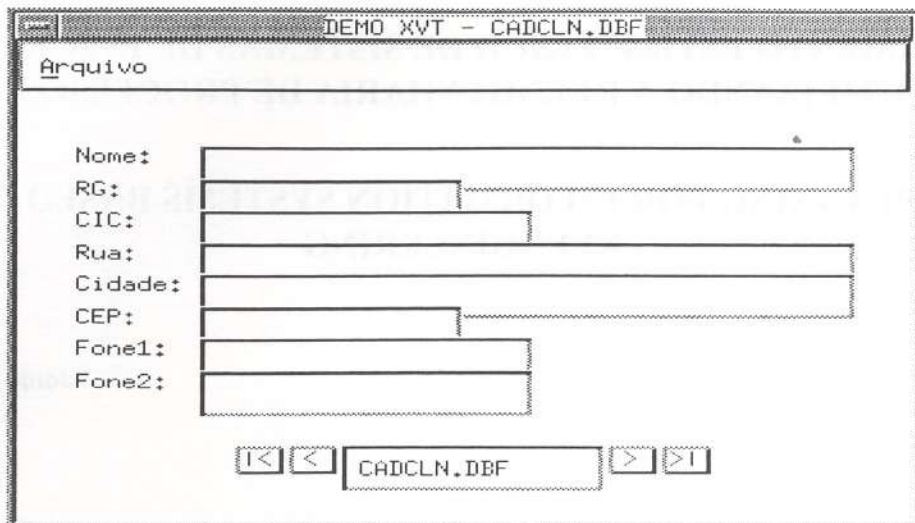 DEMO XVT - CADCLN.DBF
Arquivo
Nome:
RG:
CIC:
Rua:
Cidade:
CEP:
Fone1:
Fone2:
I< < CADCLN.DBF > >I